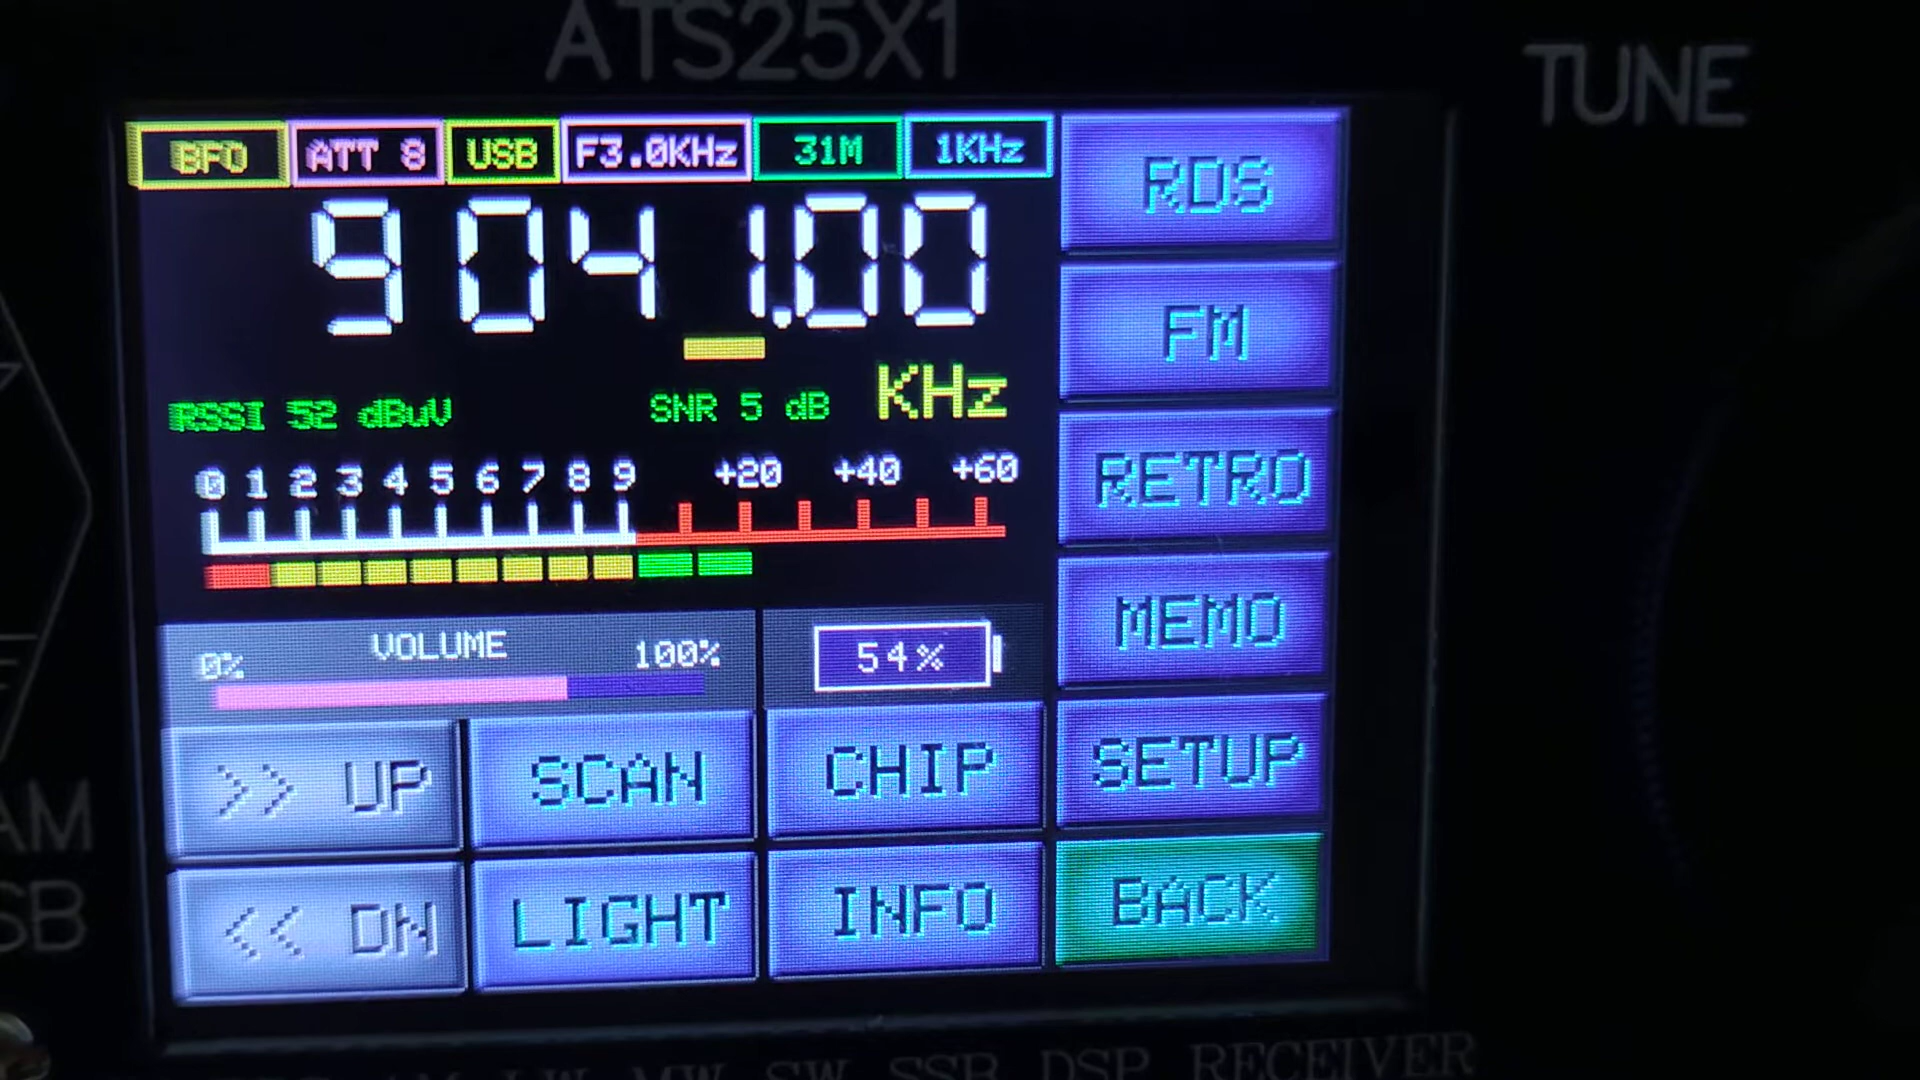 ATS25X1
TUNE
BFO ATT 8 USB F3.0KHz 31M 1KHz
RDS
9041.00
FM
KHz
RSSI 52 dBuV SNR 5 dB
RETRO
0 1 2 3 4 5 6 7 8 9 +20 +40 +60
MEMO
0% VOLUME 100% 54%
SETUP
>> UP SCAN CHIP
BACK
<< DN LIGHT INFO
AM
SB
MW SW SSB DSP RECEIVER